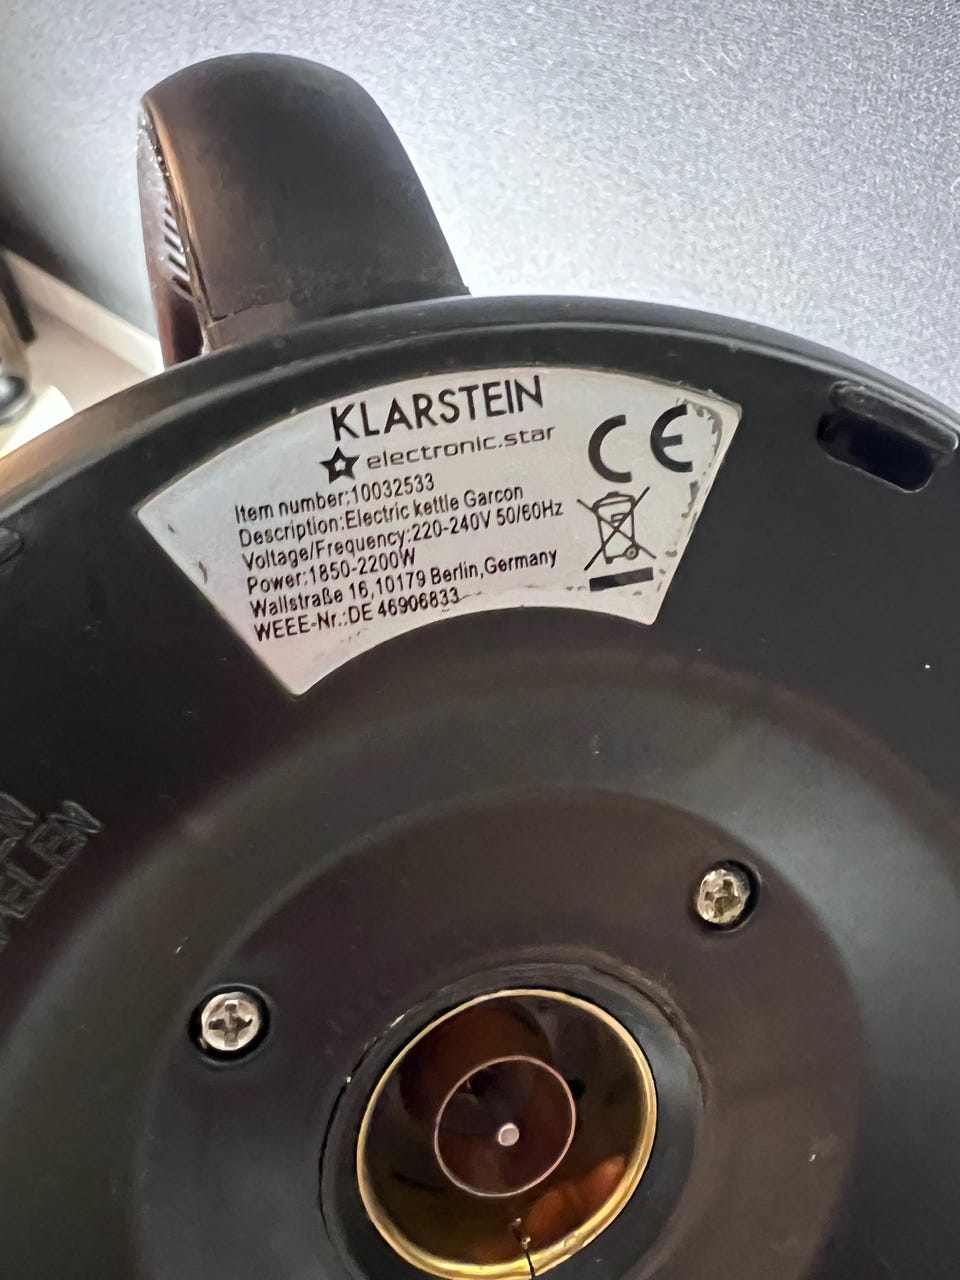 KLARSTEIN
electronic.star
CE
Item number:10032533
Description:Electric kettle Garcon
Voltage/Frequency:220-240V 50/60Hz
Power:1850-2200W
Wallstraße 16,10179 Berlin,Germany
WEEE-Nr.:DE 46906833